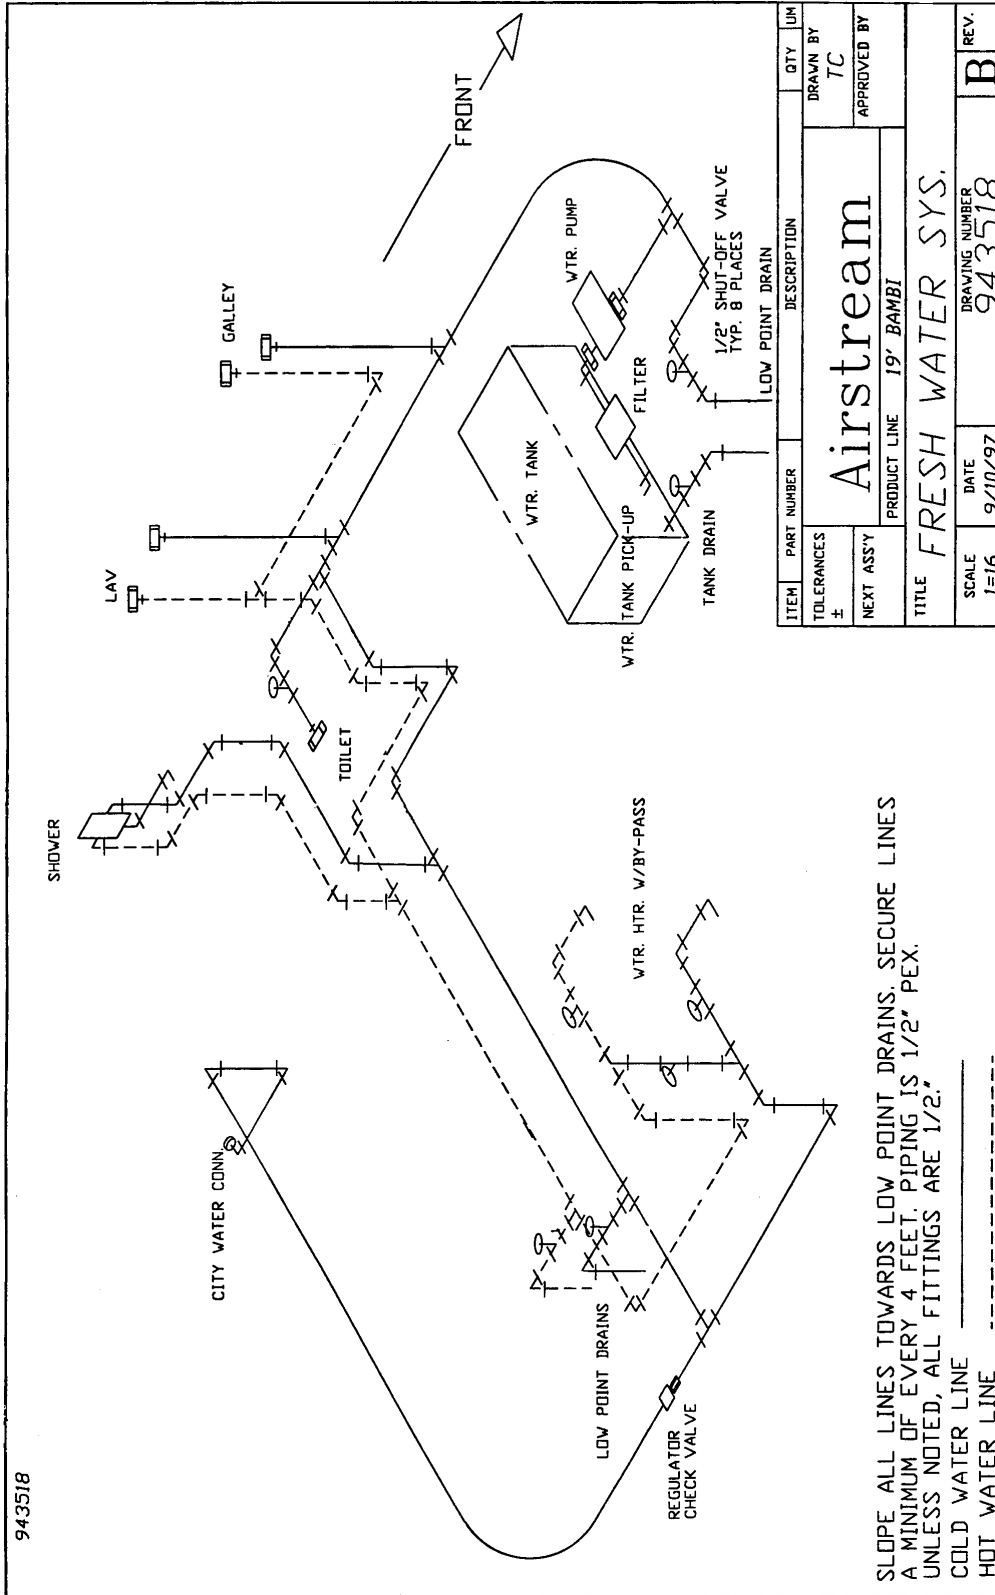 943518
SHOWER
LAV
GALLEY
FRONT
TOILET
CITY WATER CONN.
WTR. TANK
WTR. PUMP
FILTER
WTR. TANK PICK-UP
TANK DRAIN
1/2" SHUT-OFF VALVE
TYP. 8 PLACES
LOW POINT DRAIN
WTR. HTR. W/BY-PASS
LOW POINT DRAINS
REGULATOR
CHECK VALVE
SLOPE ALL LINES TOWARDS LOW POINT DRAINS. SECURE LINES
A MINIMUM OF EVERY 4 FEET. PIPING IS 1/2" PEX.
UNLESS NOTED, ALL FITTINGS ARE 1/2."
COLD WATER LINE
HOT WATER LINE
ITEM PART NUMBER DESCRIPTION QTY UM
TOLERANCES
±
NEXT ASS'Y
Airstream
PRODUCT LINE 19' BAMBI
DRAWN BY
TC
APPROVED BY
TITLE FRESH WATER SYS.
SCALE
1=16
DATE
9/10/97
DRAWING NUMBER
943518
B
REV.